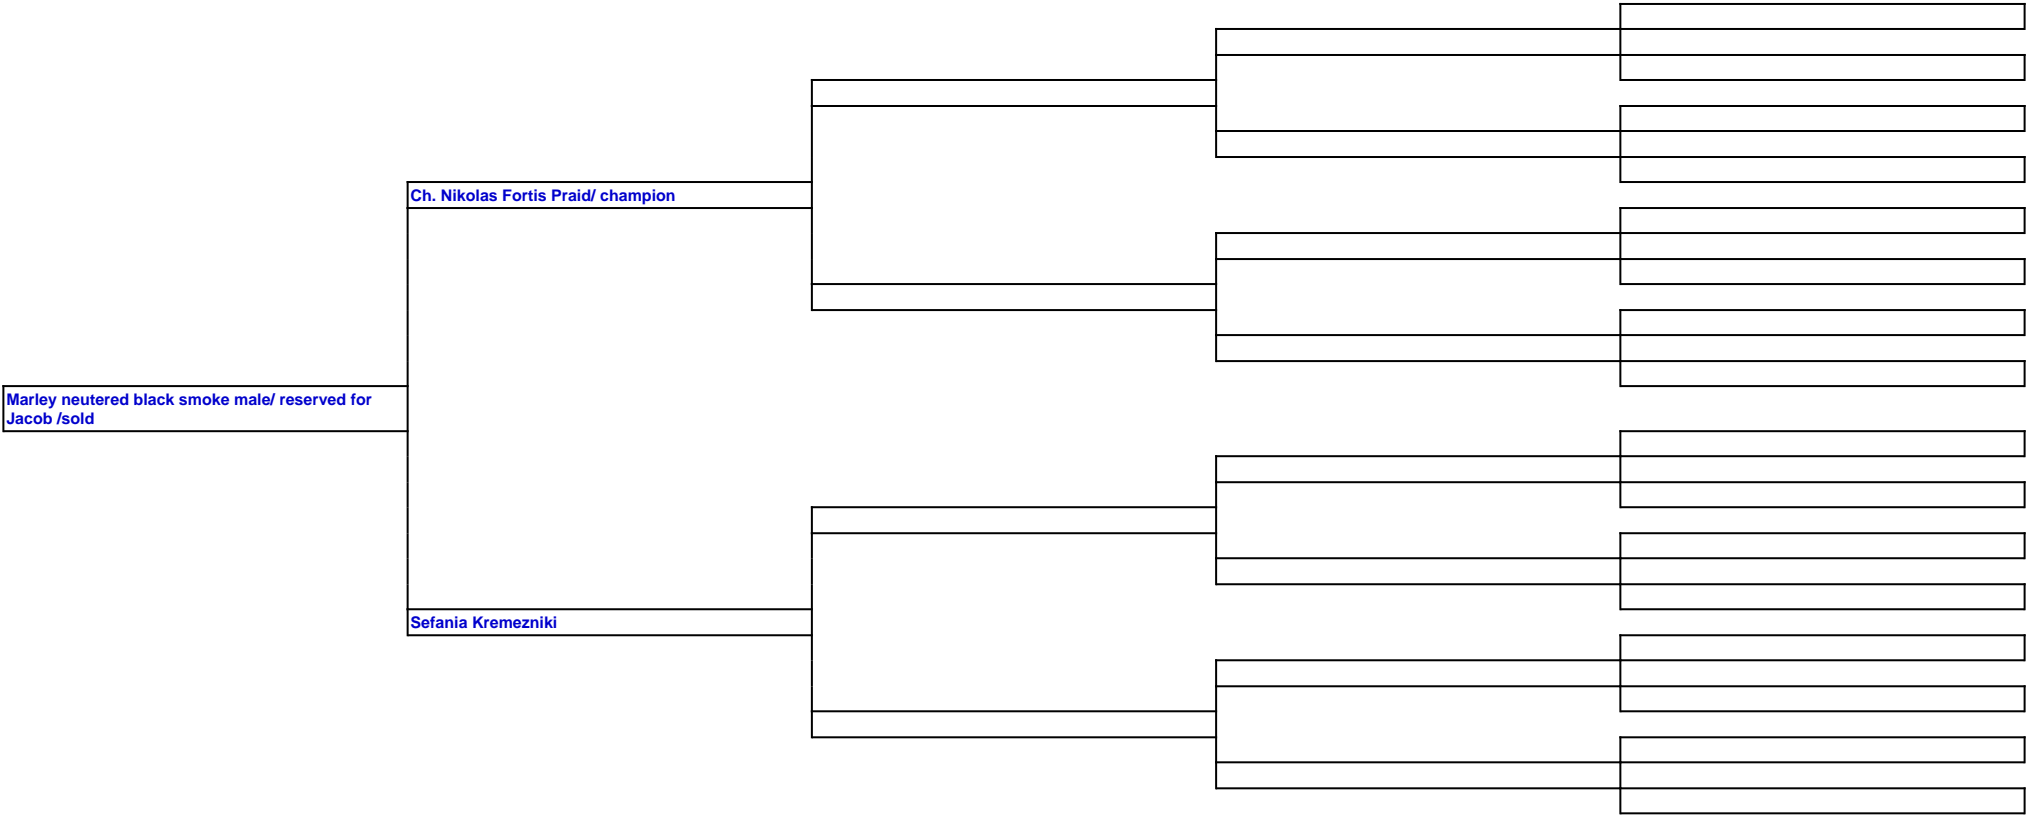 Ch. Nikolas Fortis Praid/ champion
Marley neutered black smoke male/ reserved for
Jacob /sold
Sefania Kremezniki